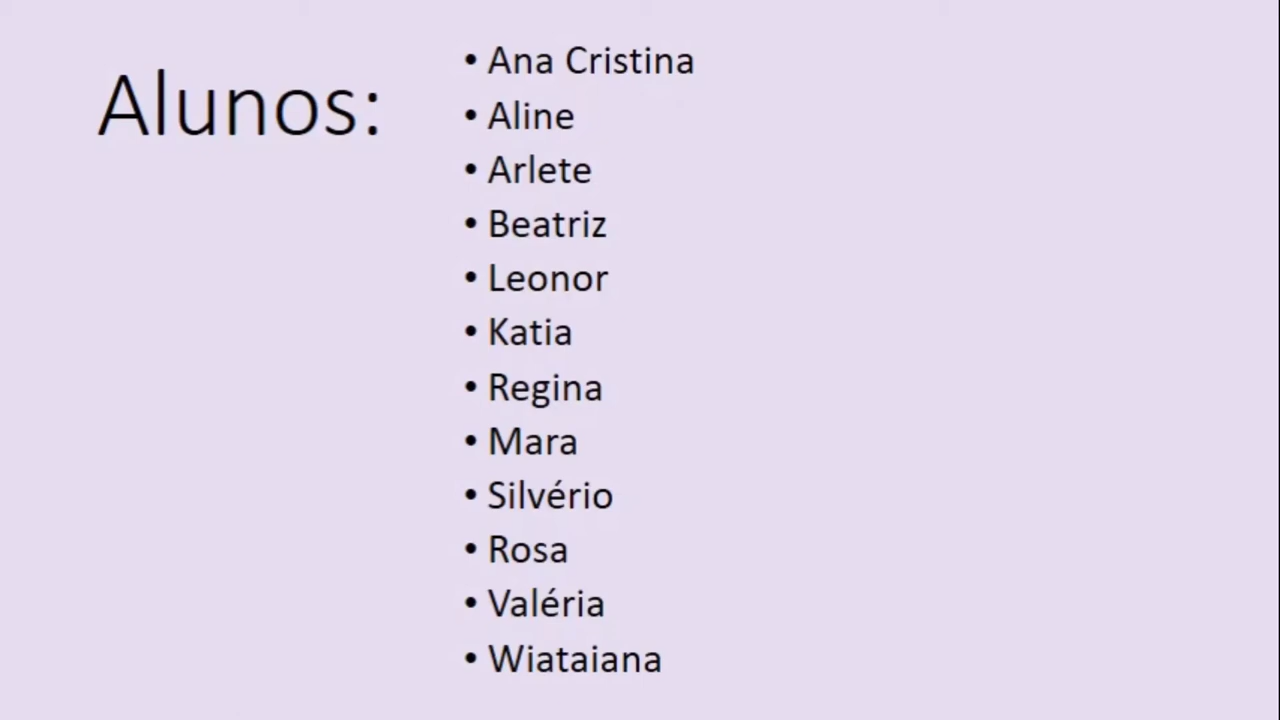 Alunos:
• Ana Cristina
• Aline
• Arlete
• Beatriz
• Leonor
• Katia
• Regina
• Mara
• Silvério
• Rosa
• Valéria
• Wiataiana